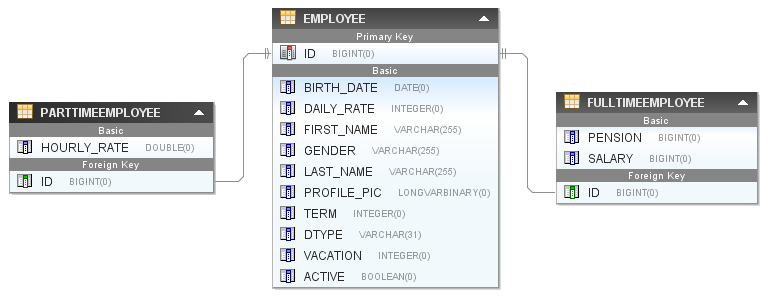 EMPLOYEE
Primary Key
ID BIGINT(0)
Basic
BIRTH_DATE DATE(0)
DAILY_RATE INTEGER(0)
FIRST_NAME VARCHAR(255)
GENDER VARCHAR(255)
LAST_NAME VARCHAR(255)
PROFILE_PIC LONGVARBINARY(0)
TERM INTEGER(0)
DTYPE VARCHAR(31)
VACATION INTEGER(0)
ACTIVE BOOLEAN(0)
PARTTIMEEMPLOYEE
Basic
HOURLY_RATE DOUBLE(0)
Foreign Key
ID BIGINT(0)
FULLTIMEEMPLOYEE
Basic
PENSION BIGINT(0)
SALARY BIGINT(0)
Foreign Key
ID BIGINT(0)